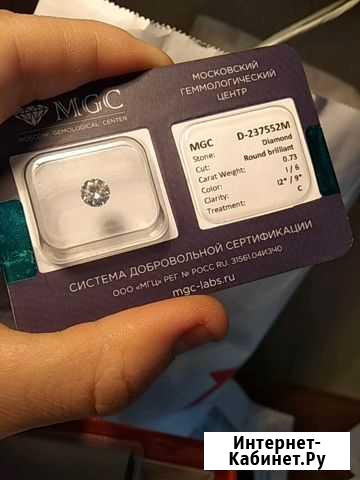 MGC
MOSCOW GEMOLOGICAL CENTER
МОСКОВСКИЙ
ГЕММОЛОГИЧЕСКИЙ
ЦЕНТР
MGC D-237552M
Stone: Diamond
Cut: Round brilliant
Carat Weight: 0.73
Color: 1 / 6
Clarity: I2* / 9*
Treatment: C
СИСТЕМА ДОБРОВОЛЬНОЙ СЕРТИФИКАЦИИ
ООО «МГЦ» РЕГ № РОСС RU. 31561.04ИЗЧО
mgc-labs.ru
Интернет-
Кабинет.Ру